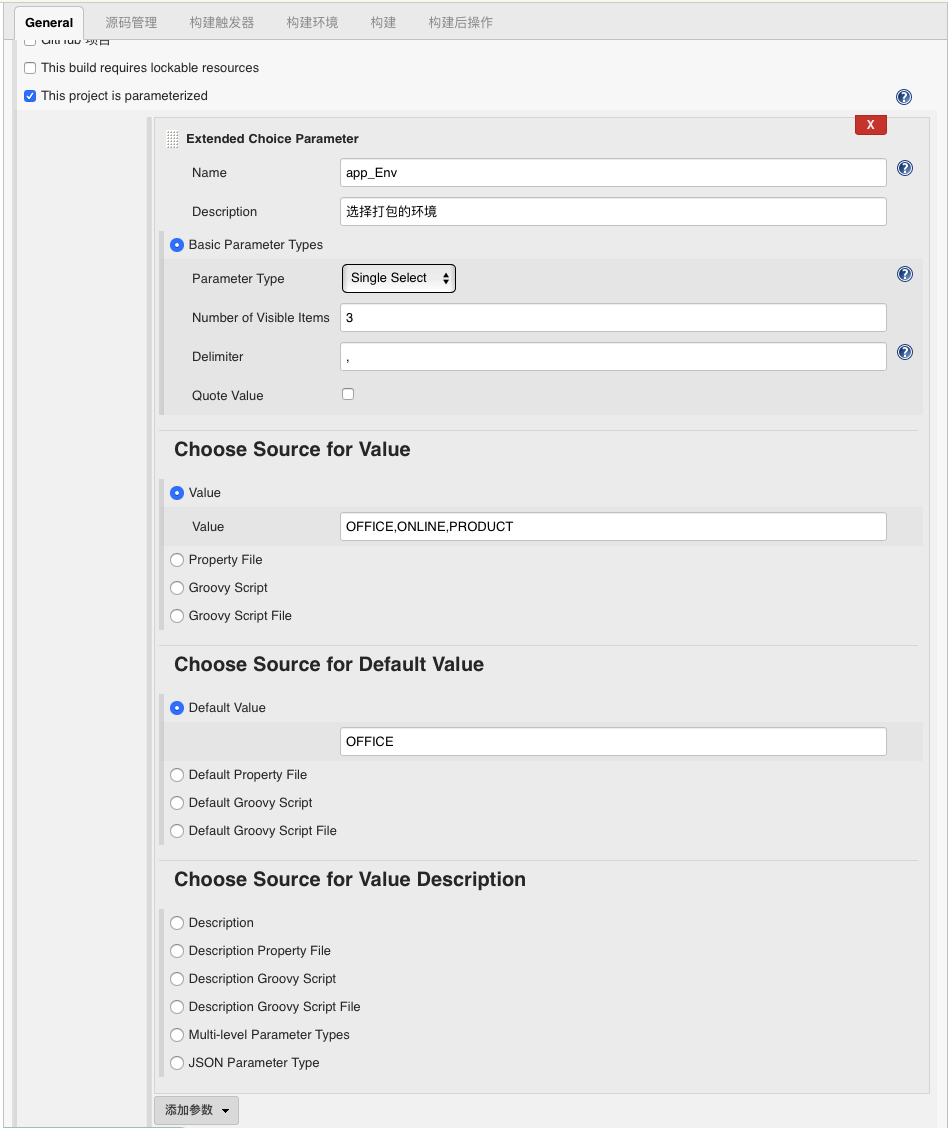 General 源码管理 构建触发器 构建环境 构建 构建后操作
GitHub 项目
This build requires lockable resources
This project is parameterized
?
X
Extended Choice Parameter
Name app_Env ?
Description 选择打包的环境
Basic Parameter Types
Parameter Type Single Select ?
Number of Visible Items 3
Delimiter , ?
Quote Value
Choose Source for Value
Value
Value OFFICE,ONLINE,PRODUCT
Property File
Groovy Script
Groovy Script File
Choose Source for Default Value
Default Value
OFFICE
Default Property File
Default Groovy Script
Default Groovy Script File
Choose Source for Value Description
Description
Description Property File
Description Groovy Script
Description Groovy Script File
Multi-level Parameter Types
JSON Parameter Type
添加参数